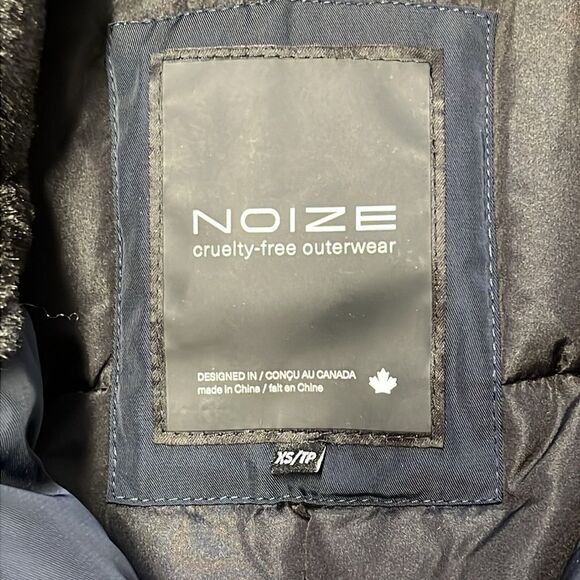 NOIZE
cruelty-free outerwear
DESIGNED IN / CONÇU AU CANADA
made in China / fait en Chine
XS/TP